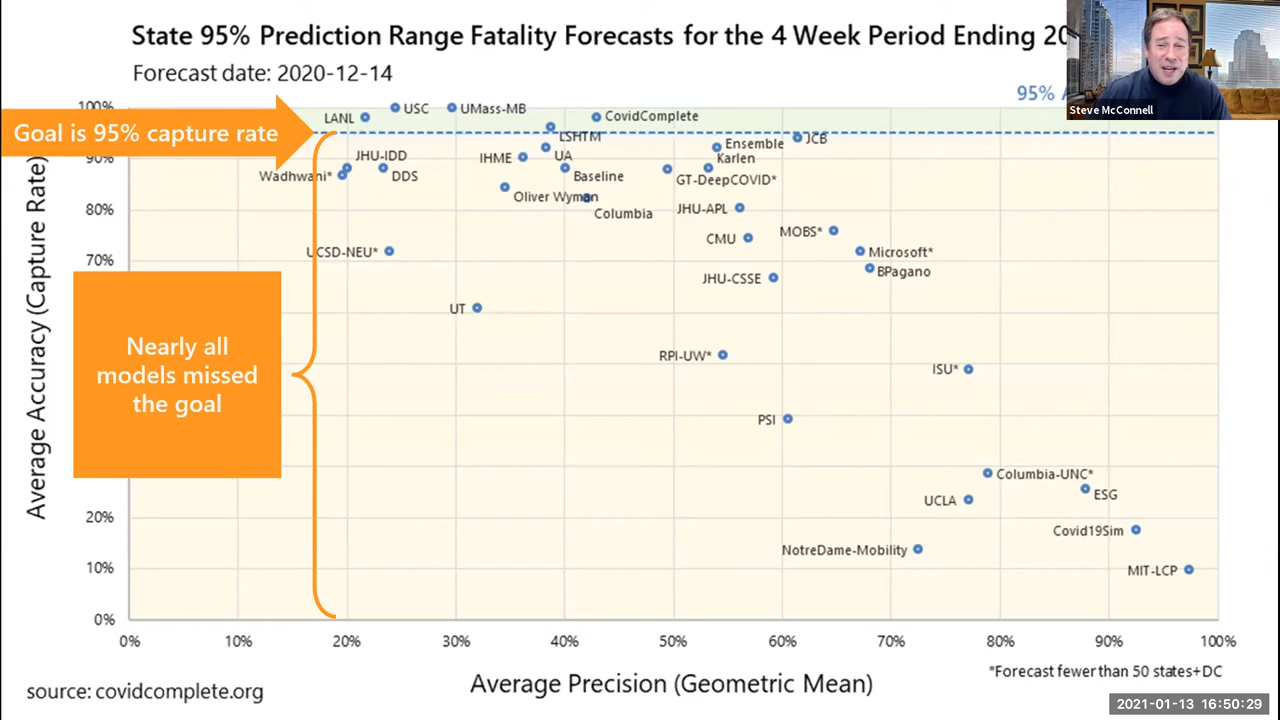 State 95% Prediction Range Fatality Forecasts for the 4 Week Period Ending 20
Forecast date: 2020-12-14
95%
Steve McConnell
100%
Goal is 95% capture rate
90%
80%
70%
20%
10%
0%
Average Accuracy (Capture Rate)
Nearly all
models missed
the goal
LANL
USC
UMass-MB
CovidComplete
LSHTM
JCB
JHU-IDD
IHME
UA
Ensemble
Karlen
Wadhwani*
DDS
Baseline
GT-DeepCOVID*
Oliver Wyman
Columbia
JHU-APL
UCSD-NEU*
CMU
MOBS*
Microsoft*
BPagano
JHU-CSSE
UT
RPI-UW*
ISU*
PSI
Columbia-UNC*
UCLA
ESG
Covid19Sim
NotreDame-Mobility
MIT-LCP
0% 10% 20% 30% 40% 50% 60% 70% 80% 90% 100%
Average Precision (Geometric Mean)
*Forecast fewer than 50 states+DC
source: covidcomplete.org
2021-01-13 16:50:29